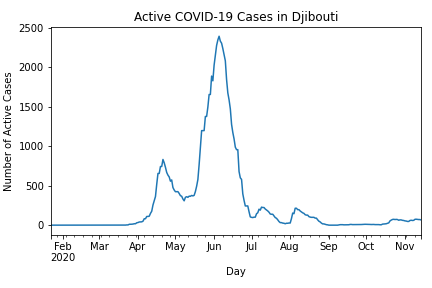 Active COVID-19 Cases in Djibouti
2500
2000
1500
1000
500
0
Number of Active Cases
Feb Mar Apr May Jun Jul Aug Sep Oct Nov
2020
Day